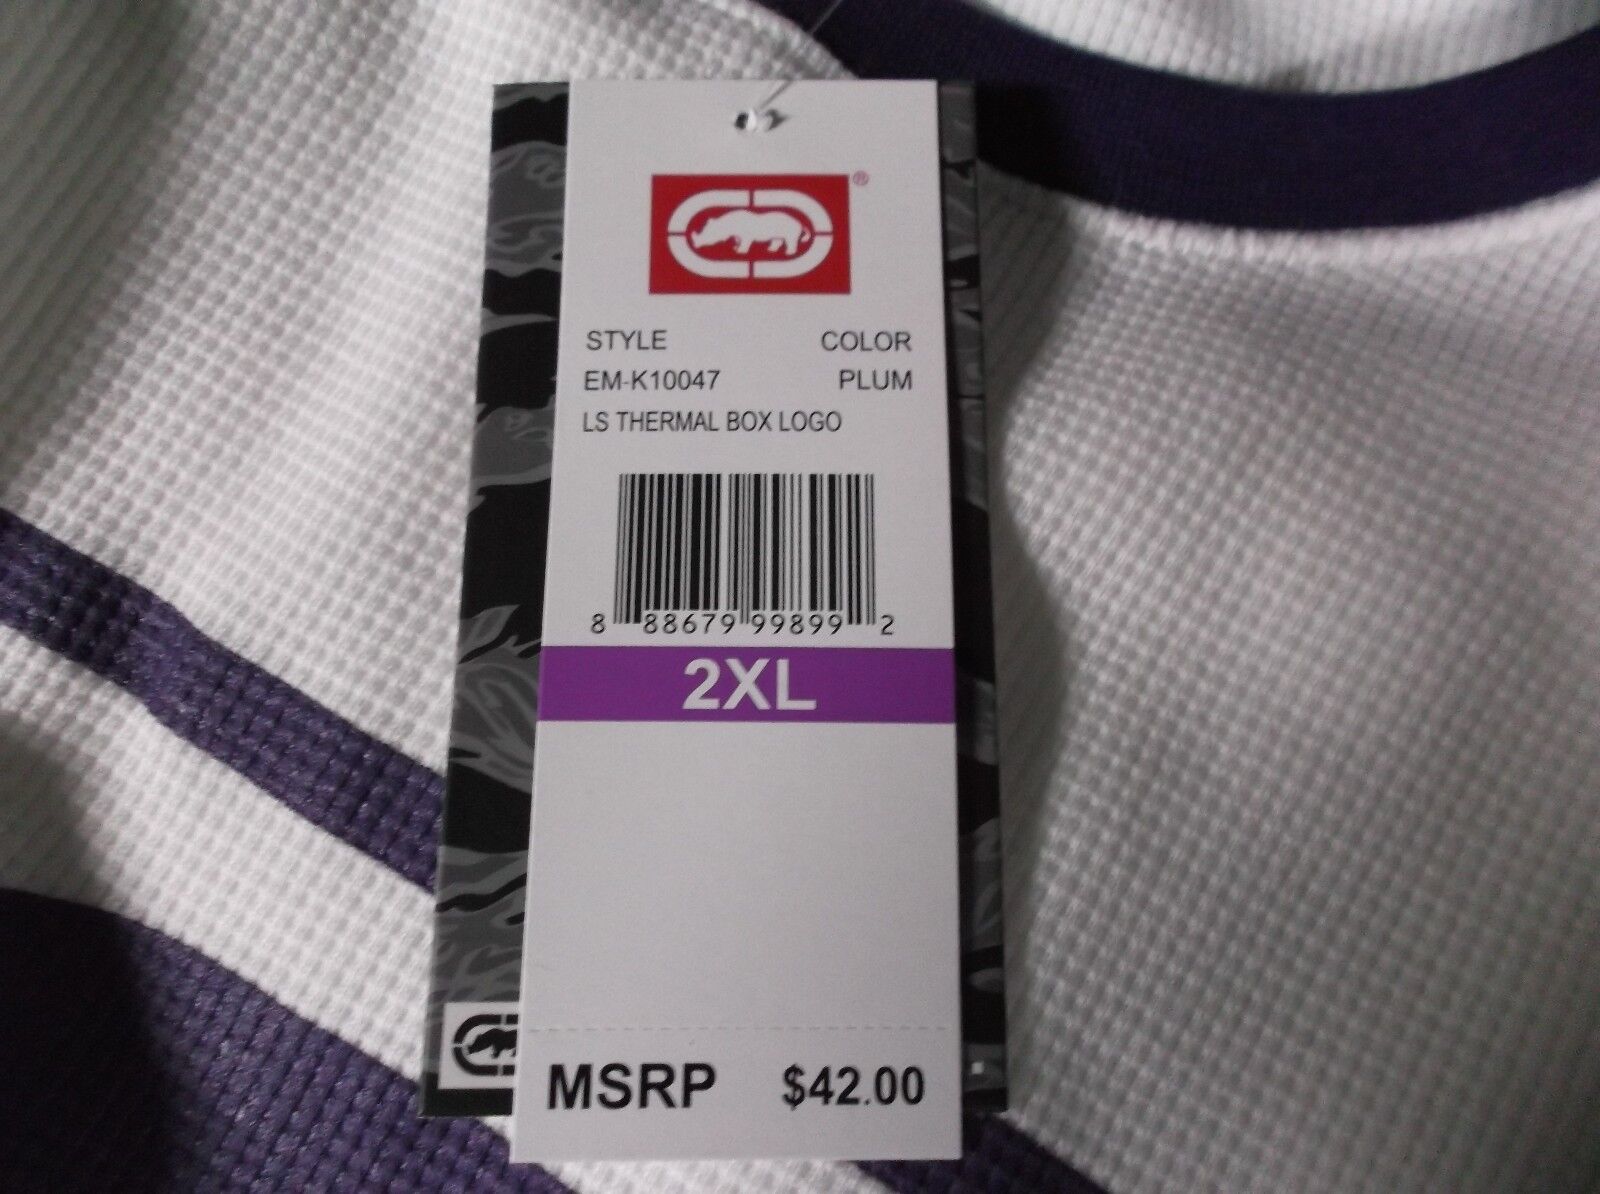 ®
STYLE COLOR
EM-K10047 PLUM
LS THERMAL BOX LOGO
8 88679 99899 2
2XL
MSRP $42.00